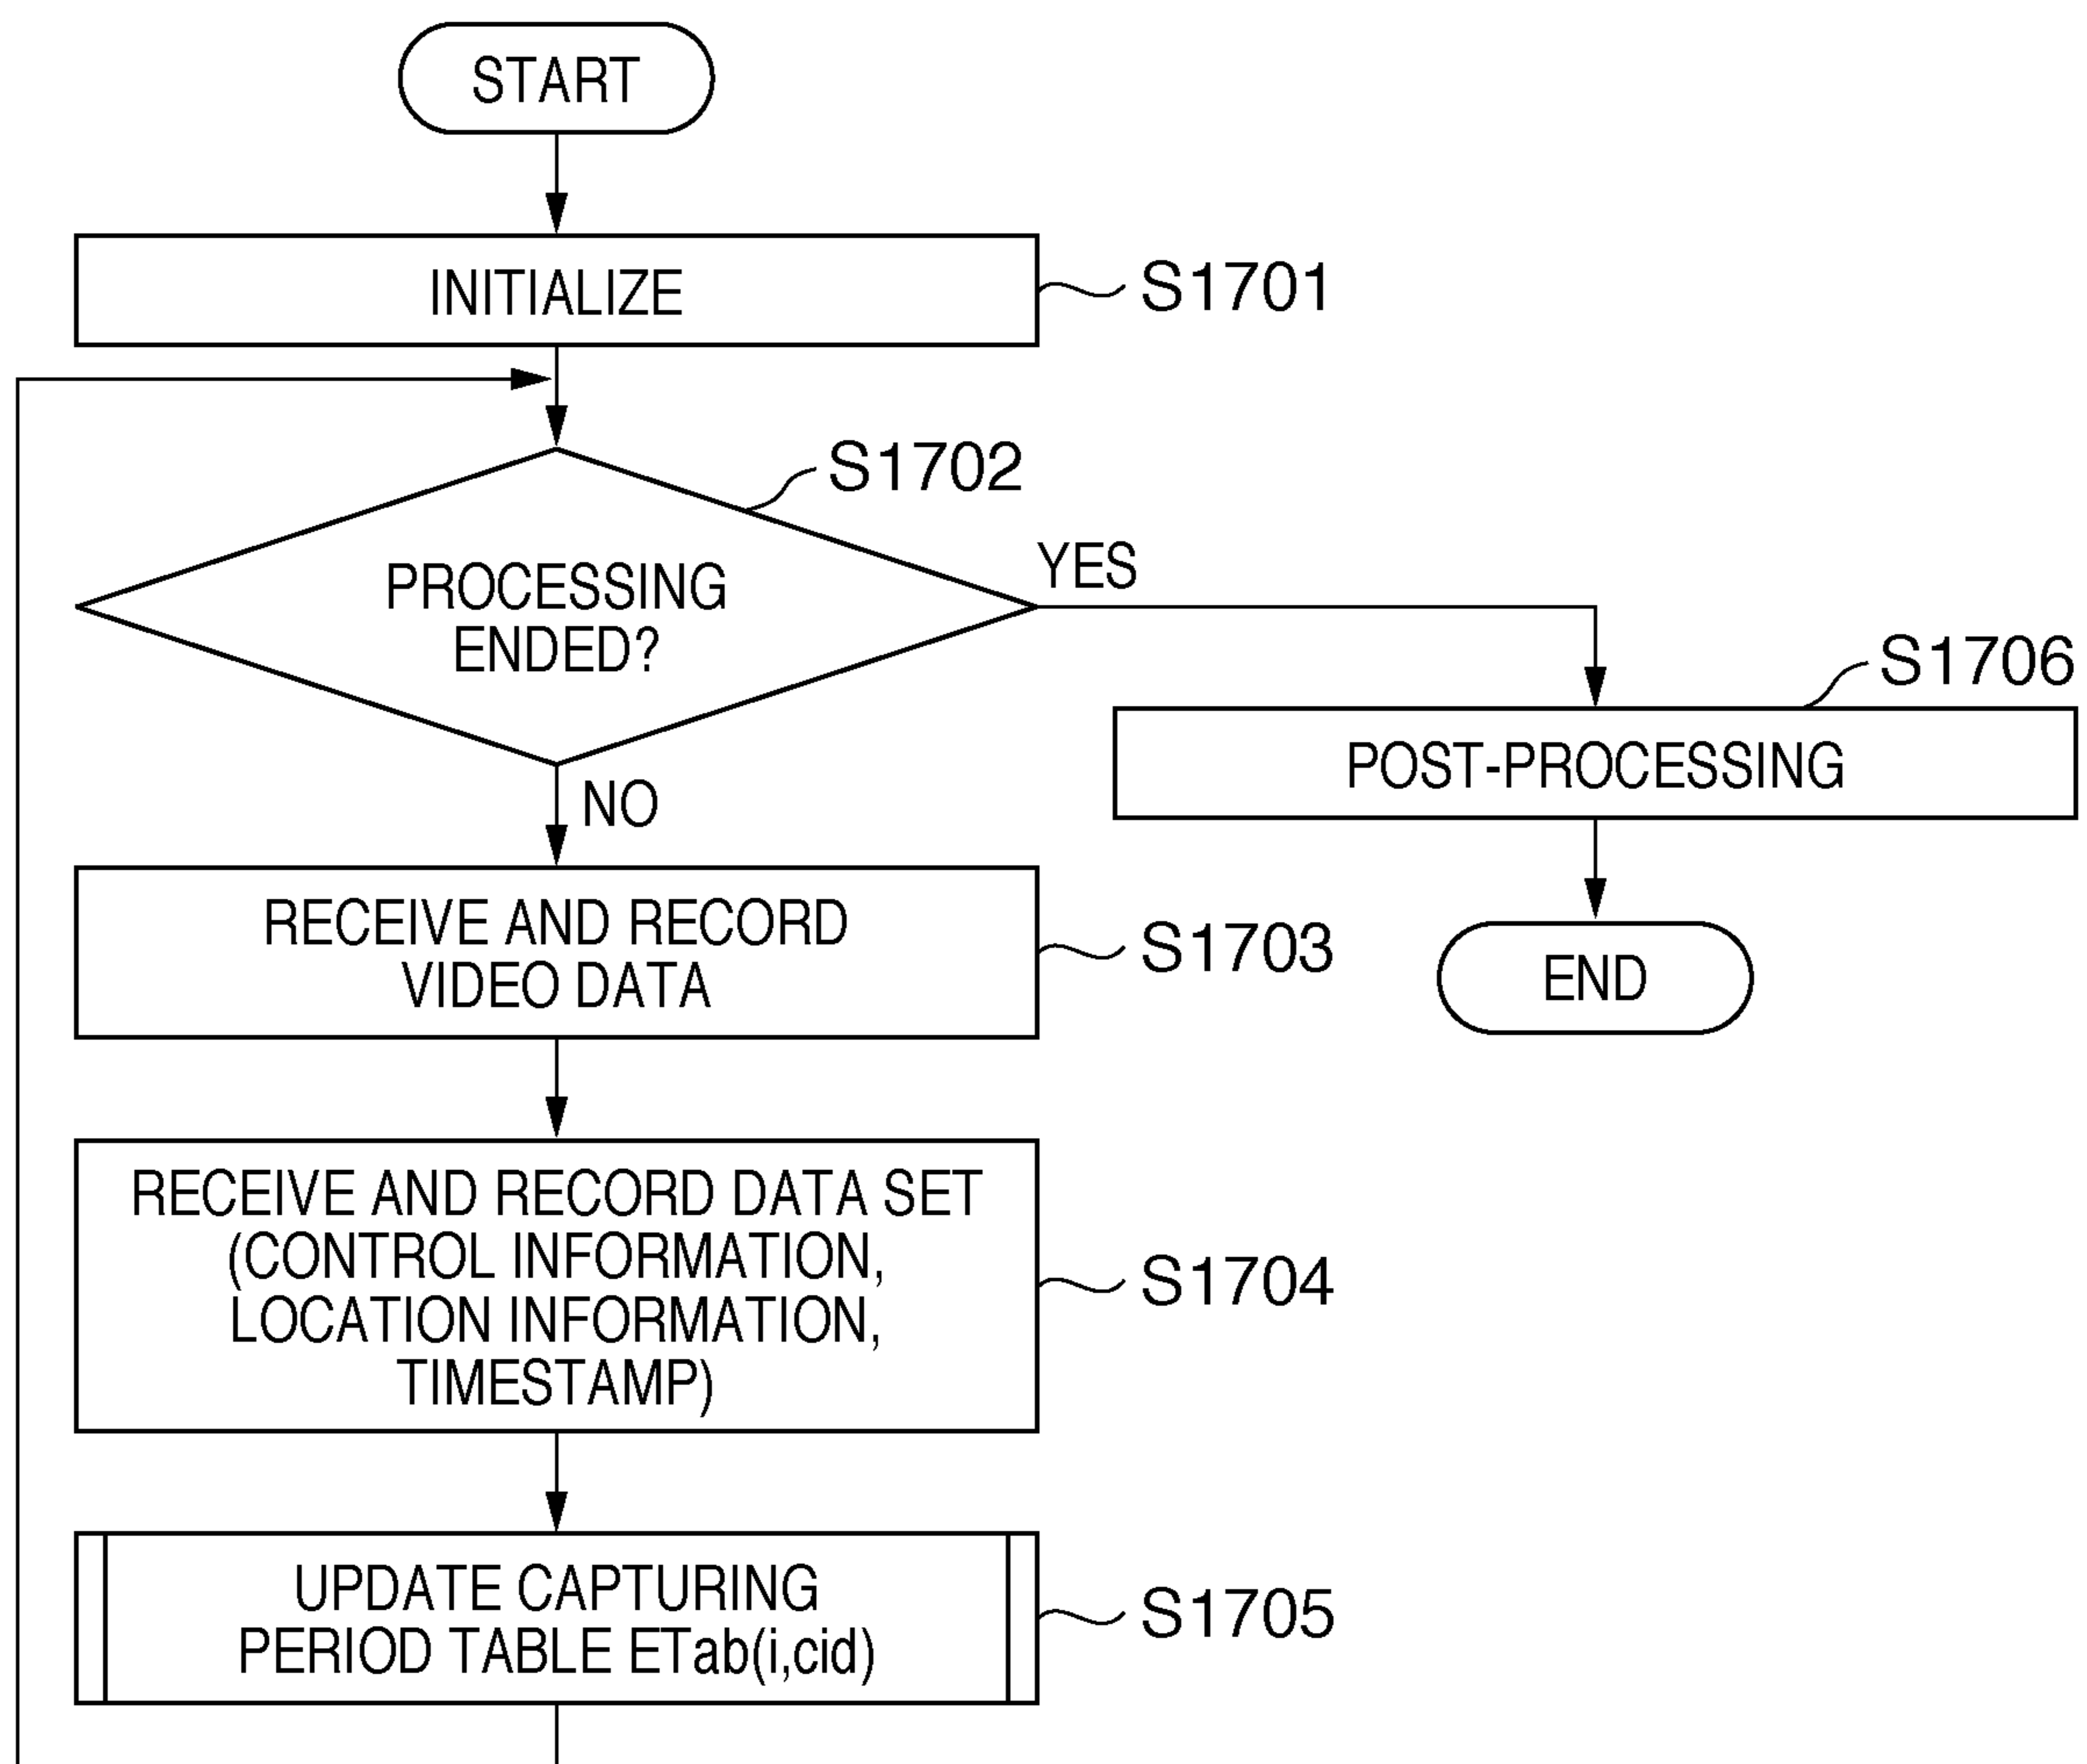 START
INITIALIZE
S1701
S1702
PROCESSING
ENDED?
YES
NO
S1706
POST-PROCESSING
END
RECEIVE AND RECORD
VIDEO DATA
S1703
RECEIVE AND RECORD DATA SET
(CONTROL INFORMATION,
LOCATION INFORMATION,
TIMESTAMP)
S1704
UPDATE CAPTURING
PERIOD TABLE ETab(i,cid)
S1705